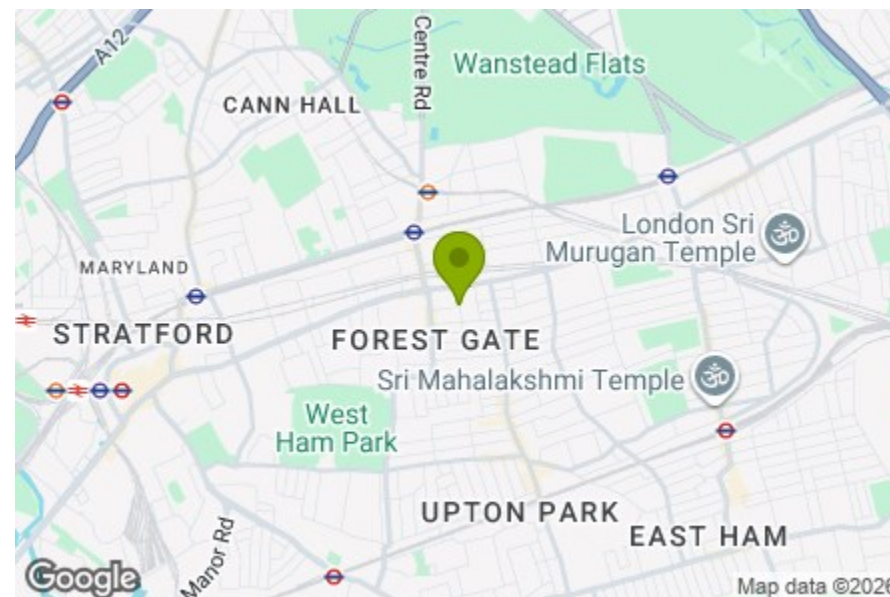 A12
Centre Rd
Wanstead Flats
CANN HALL
London Sri
Murugan Temple
MARYLAND
STRATFORD
FOREST GATE
Sri Mahalakshmi Temple
West
Ham Park
UPTON PARK
EAST HAM
Manor Rd
Google
Map data ©2026